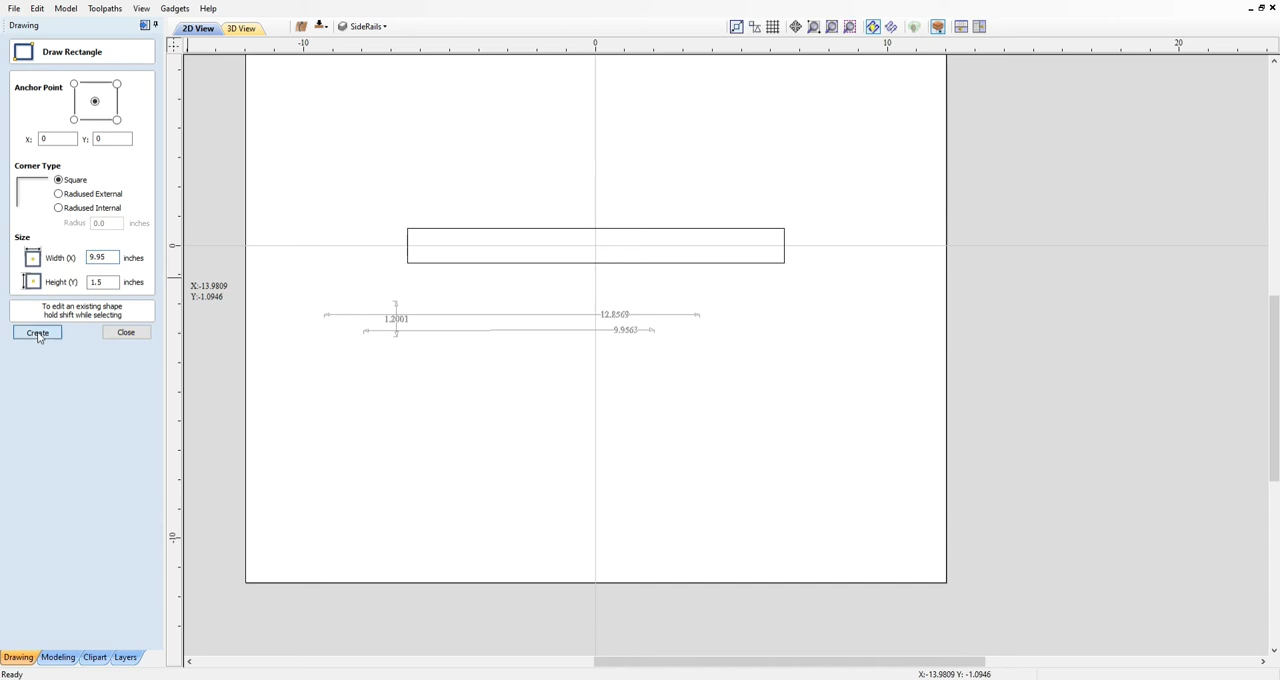 File Edit Model Toolpaths View Gadgets Help
Drawing
2D View 3D View SideRails
Draw Rectangle
Anchor Point
X: 0 Y: 0
Corner Type
Square
Radiused External
Radiused Internal
Radius 0.0 inches
Size
Width (X) 9.95 inches
Height (Y) 1.5 inches
To edit an existing shape
hold shift while selecting
Create Close
-10 0 10 20
0
-10
X:-13.9809
Y:-1.0946
1.2001
12.8569
9.9563
Drawing Modeling Clipart Layers
Ready
X:-13.9809 Y: -1.0946